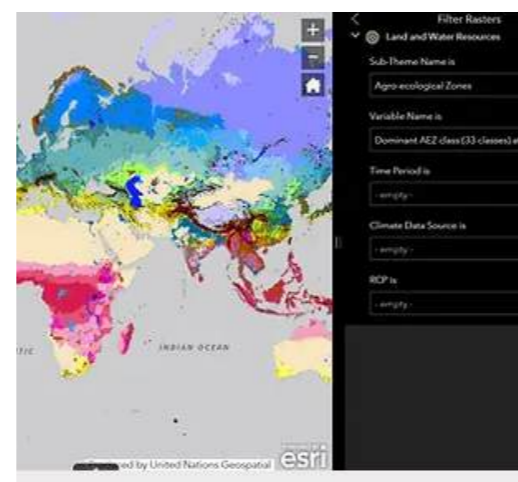 Filter Rasters
Land and Water Resources
Sub-Theme Name is
Agro-ecological Zones
Variable Name is
Dominant AEZ class (33 classes) at
Time Period is
- empty -
Climate Data Source is
- empty -
RCP is
- empty -
INDIAN OCEAN
by United Nations Geospatial
esri